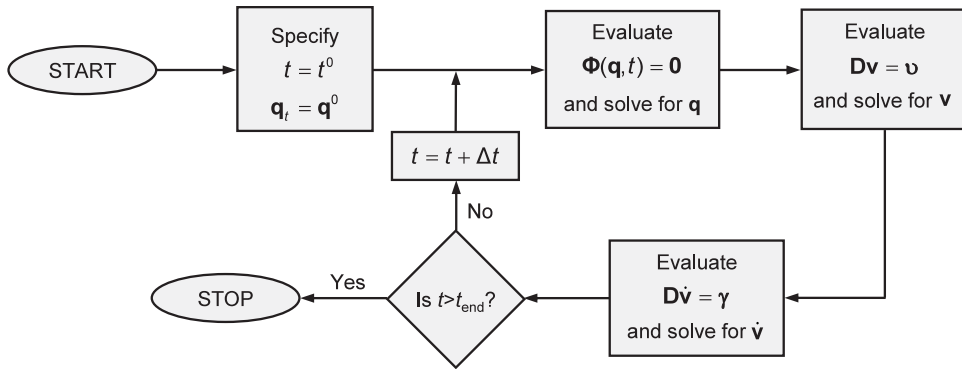 START
Specify
t = t⁰
qₜ = q⁰
Evaluate
Φ(q,t) = 0
and solve for q
Evaluate
Dv = υ
and solve for v
t = t + Δt
No
Evaluate
Dv̇ = γ
and solve for v̇
Is t>t_end?
Yes
STOP